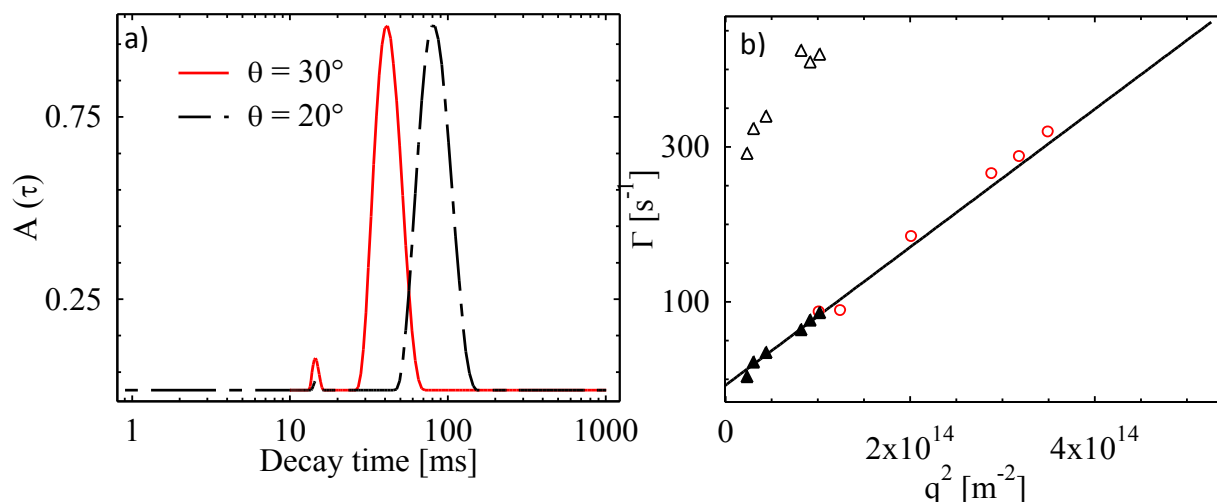 a)
θ = 30°
θ = 20°
0.75
0.25
A (τ)
1
10
100
1000
Decay time [ms]
b)
300
100
Γ [s⁻¹]
0
2x10¹⁴
4x10¹⁴
q² [m⁻²]